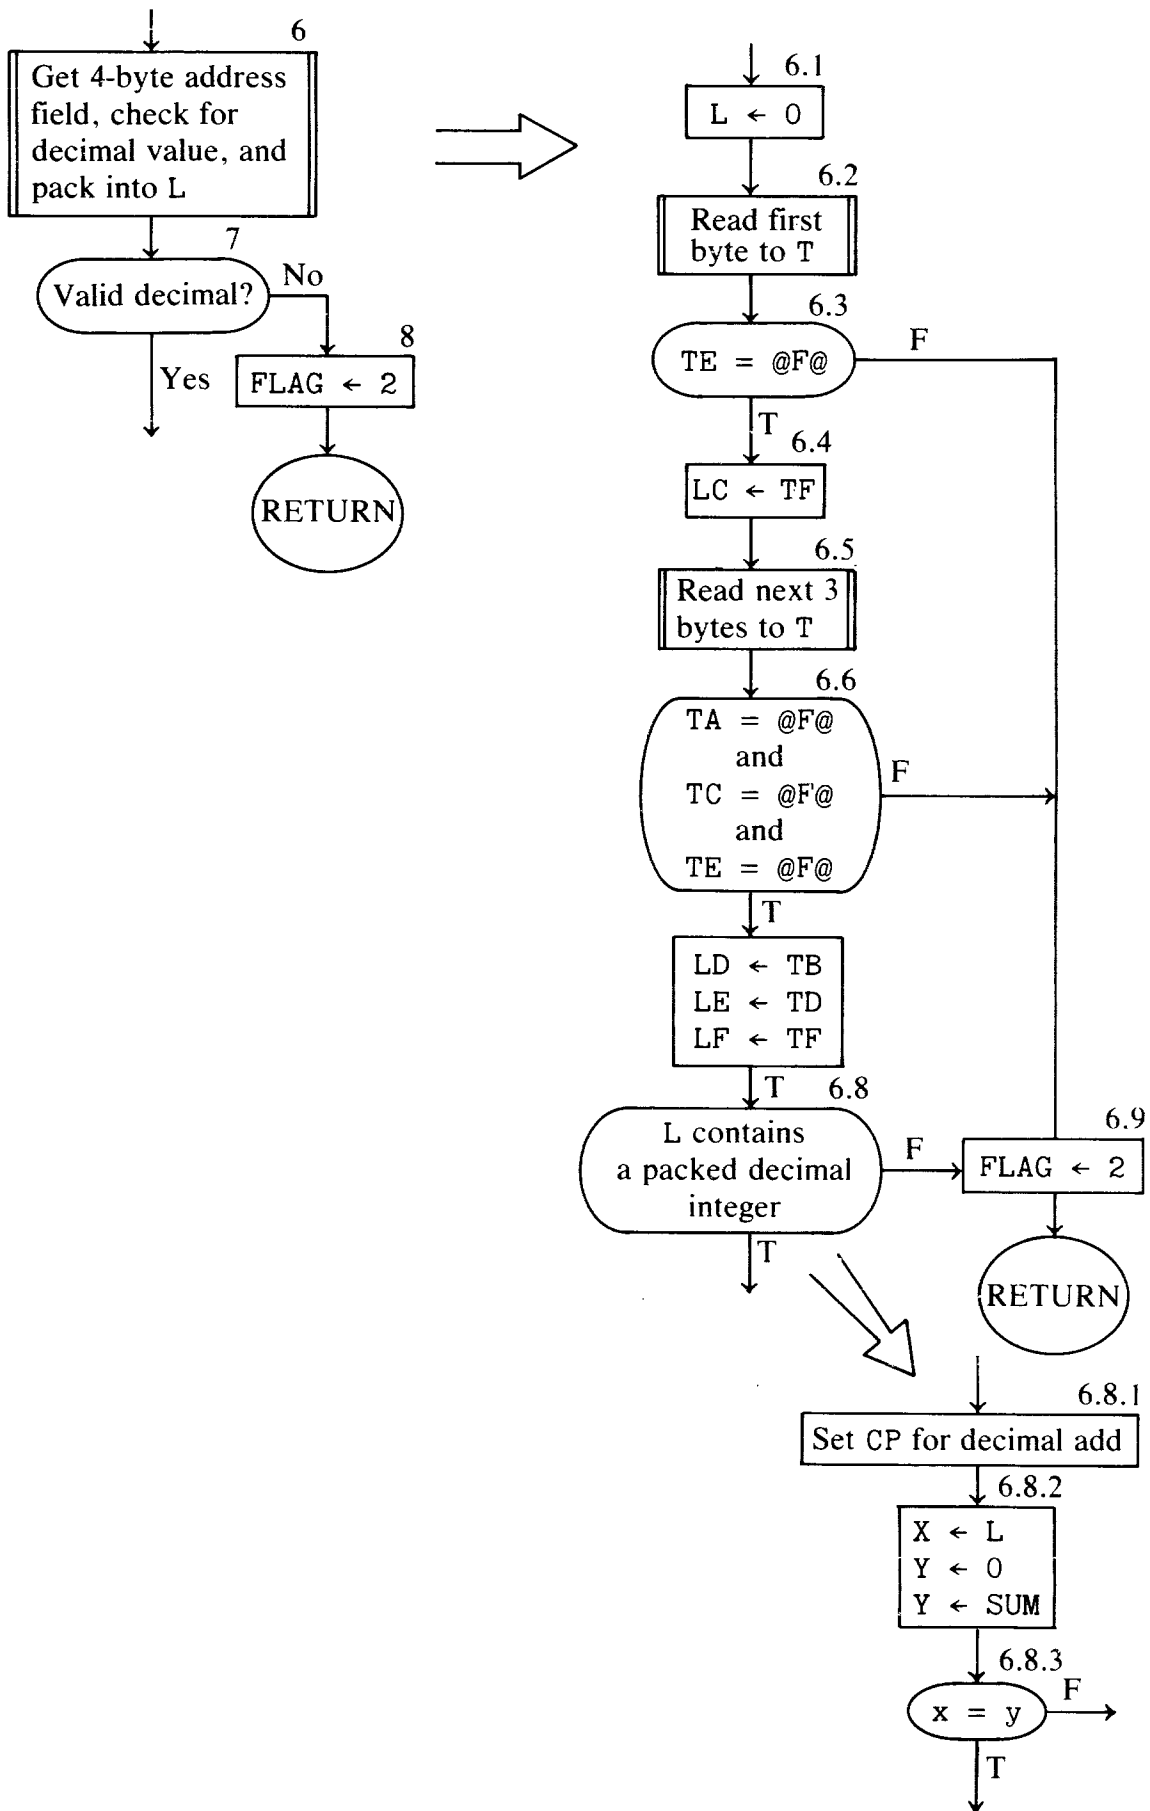 6
Get 4-byte address
field, check for
decimal value, and
pack into L
7
Valid decimal?
No
Yes
8
FLAG ← 2
RETURN
6.1
L ← 0
6.2
Read first
byte to T
6.3
TE = @F@
F
T
6.4
LC ← TF
6.5
Read next 3
bytes to T
6.6
TA = @F@
and
TC = @F@
and
TE = @F@
F
T
LD ← TB
LE ← TD
LF ← TF
T
6.8
L contains
a packed decimal
integer
F
T
6.9
FLAG ← 2
RETURN
6.8.1
Set CP for decimal add
6.8.2
X ← L
Y ← 0
Y ← SUM
6.8.3
x = y
F
T